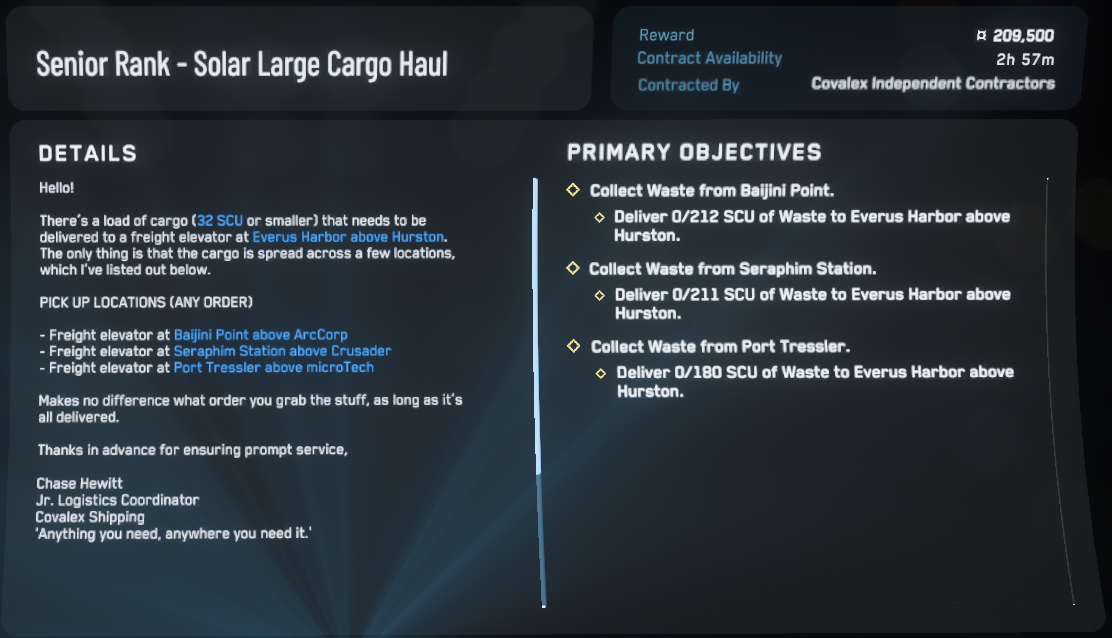 Senior Rank - Solar Large Cargo Haul
Reward ¤ 209,500
Contract Availability 2h 57m
Contracted By Covalex Independent Contractors
DETAILS
Hello!
There's a load of cargo (32 SCU or smaller) that needs to be
delivered to a freight elevator at Everus Harbor above Hurston.
The only thing is that the cargo is spread across a few locations,
which I've listed out below.
PICK UP LOCATIONS (ANY ORDER)
- Freight elevator at Baijini Point above ArcCorp
- Freight elevator at Seraphim Station above Crusader
- Freight elevator at Port Tressler above microTech
Makes no difference what order you grab the stuff, as long as it's
all delivered.
Thanks in advance for ensuring prompt service,
Chase Hewitt
Jr. Logistics Coordinator
Covalex Shipping
'Anything you need, anywhere you need it.'
PRIMARY OBJECTIVES
Collect Waste from Baijini Point.
Deliver 0/212 SCU of Waste to Everus Harbor above
Hurston.
Collect Waste from Seraphim Station.
Deliver 0/211 SCU of Waste to Everus Harbor above
Hurston.
Collect Waste from Port Tressler.
Deliver 0/180 SCU of Waste to Everus Harbor above
Hurston.